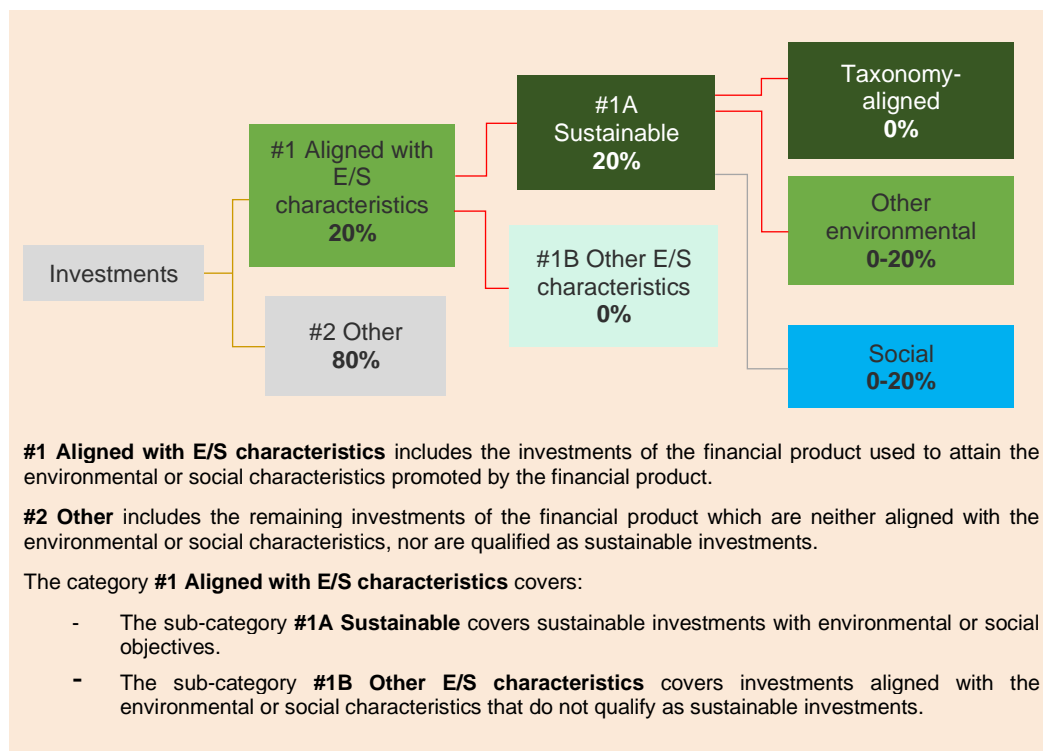 Investments
#1 Aligned with
E/S
characteristics
20%
#2 Other
80%
#1A
Sustainable
20%
#1B Other E/S
characteristics
0%
Taxonomy-
aligned
0%
Other
environmental
0-20%
Social
0-20%
#1 Aligned with E/S characteristics includes the investments of the financial product used to attain the
environmental or social characteristics promoted by the financial product.
#2 Other includes the remaining investments of the financial product which are neither aligned with the
environmental or social characteristics, nor are qualified as sustainable investments.
The category #1 Aligned with E/S characteristics covers:
- The sub-category #1A Sustainable covers sustainable investments with environmental or social
objectives.
- The sub-category #1B Other E/S characteristics covers investments aligned with the
environmental or social characteristics that do not qualify as sustainable investments.